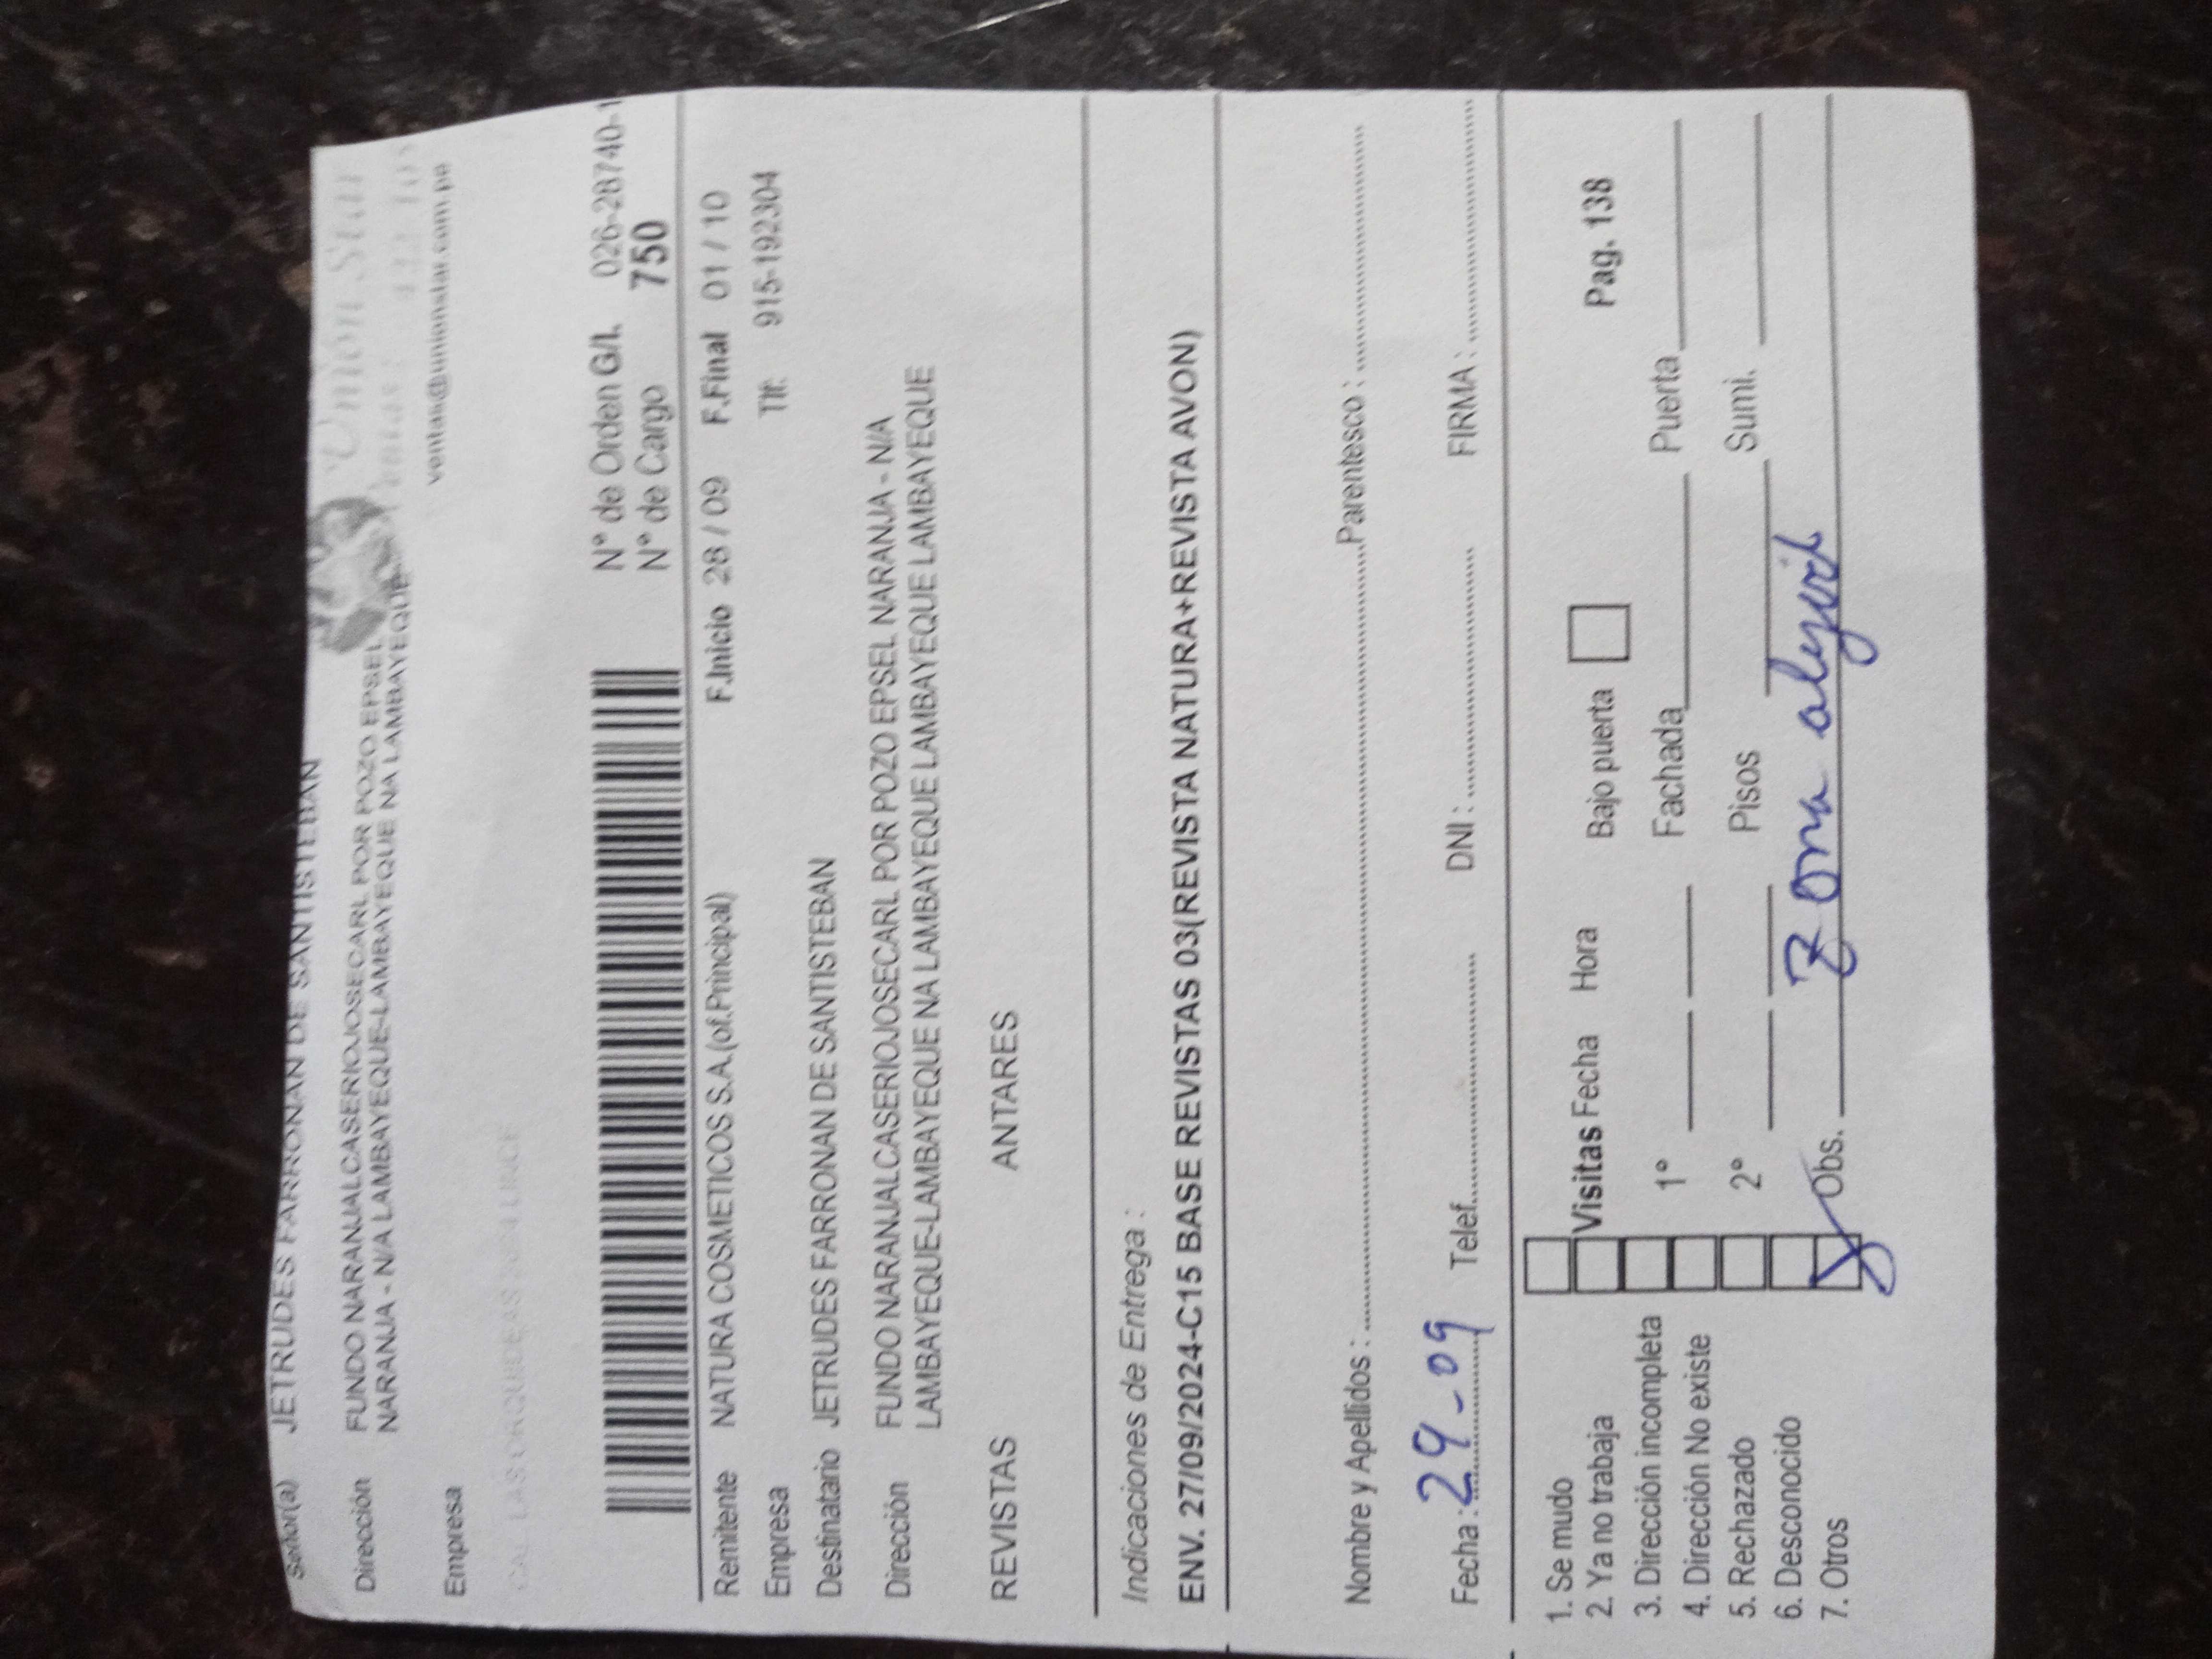 Señor(a) JETRUDES FARRONAN DE SANTISTEBAN
Unión Star
Dirección FUNDO NARANJALCASERIOJOSECARL POR POZO EPSEL
NARANJA - N/A LAMBAYEQUE-LAMBAYEQUE NA LAMBAYEQUE
Ventas:
ventas@unionstar.com.pe
Empresa
N° de Orden G/L 026-28740-1
N° de Cargo 750
Remitente NATURA COSMETICOS S.A.(of.Principal) F.Inicio 28 / 09 F.Final 01 / 10
Empresa Tlf: 915-192304
Destinatario JETRUDES FARRONAN DE SANTISTEBAN
Dirección FUNDO NARANJALCASERIOJOSECARL POR POZO EPSEL NARANJA - N/A
LAMBAYEQUE-LAMBAYEQUE NA LAMBAYEQUE LAMBAYEQUE LAMBAYEQUE
REVISTAS ANTARES
Indicaciones de Entrega :
ENV. 27/09/2024-C15 BASE REVISTAS 03(REVISTA NATURA+REVISTA AVON)
Nombre y Apellidos : Parentesco :
Fecha : 29-09 Telef. DNI : FIRMA :
1. Se mudo
2. Ya no trabaja Visitas Fecha Hora Bajo puerta Pag. 138
3. Dirección incompleta 1° Fachada Puerta
4. Dirección No existe
5. Rechazado 2° Pisos Sumi.
6. Desconocido
7. Otros Obs. Zona alejada